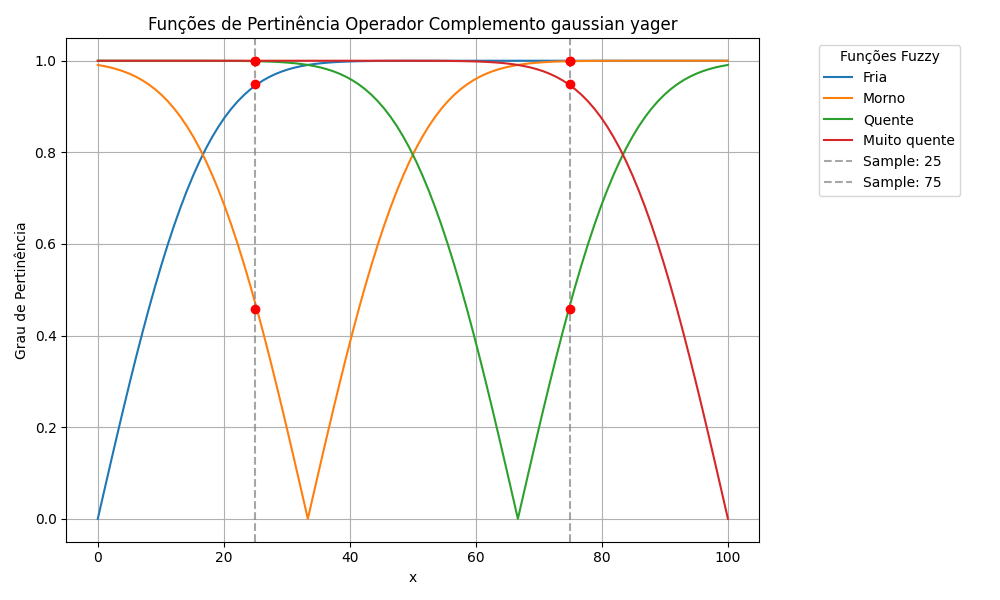 Funções de Pertinência Operador Complemento gaussian yager
Grau de Pertinência
1.0
0.8
0.6
0.4
0.2
0.0
0
20
40
60
80
100
x
Funções Fuzzy
Fria
Morno
Quente
Muito quente
Sample: 25
Sample: 75